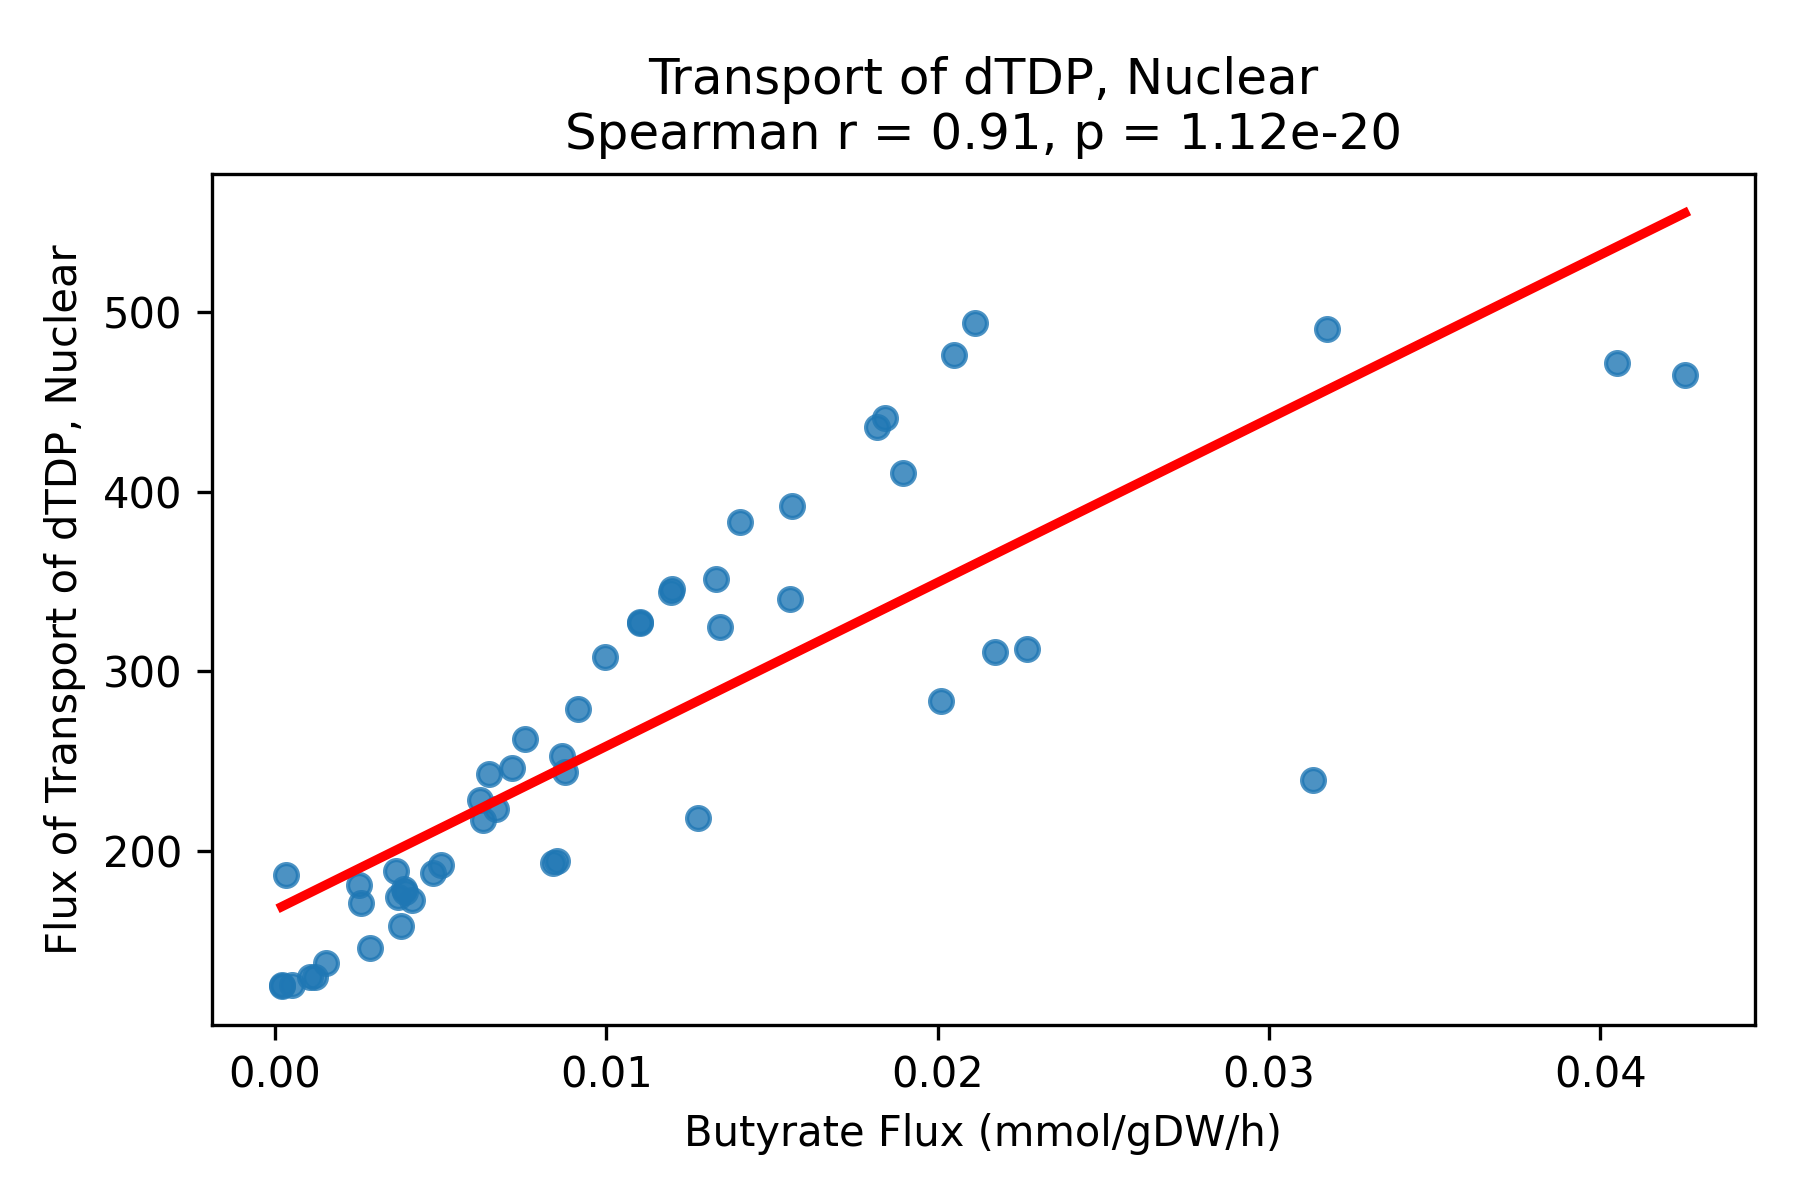 Transport of dTDP, Nuclear
Spearman r = 0.91, p = 1.12e-20
Flux of Transport of dTDP, Nuclear
500
400
300
200
0.00 0.01 0.02 0.03 0.04
Butyrate Flux (mmol/gDW/h)